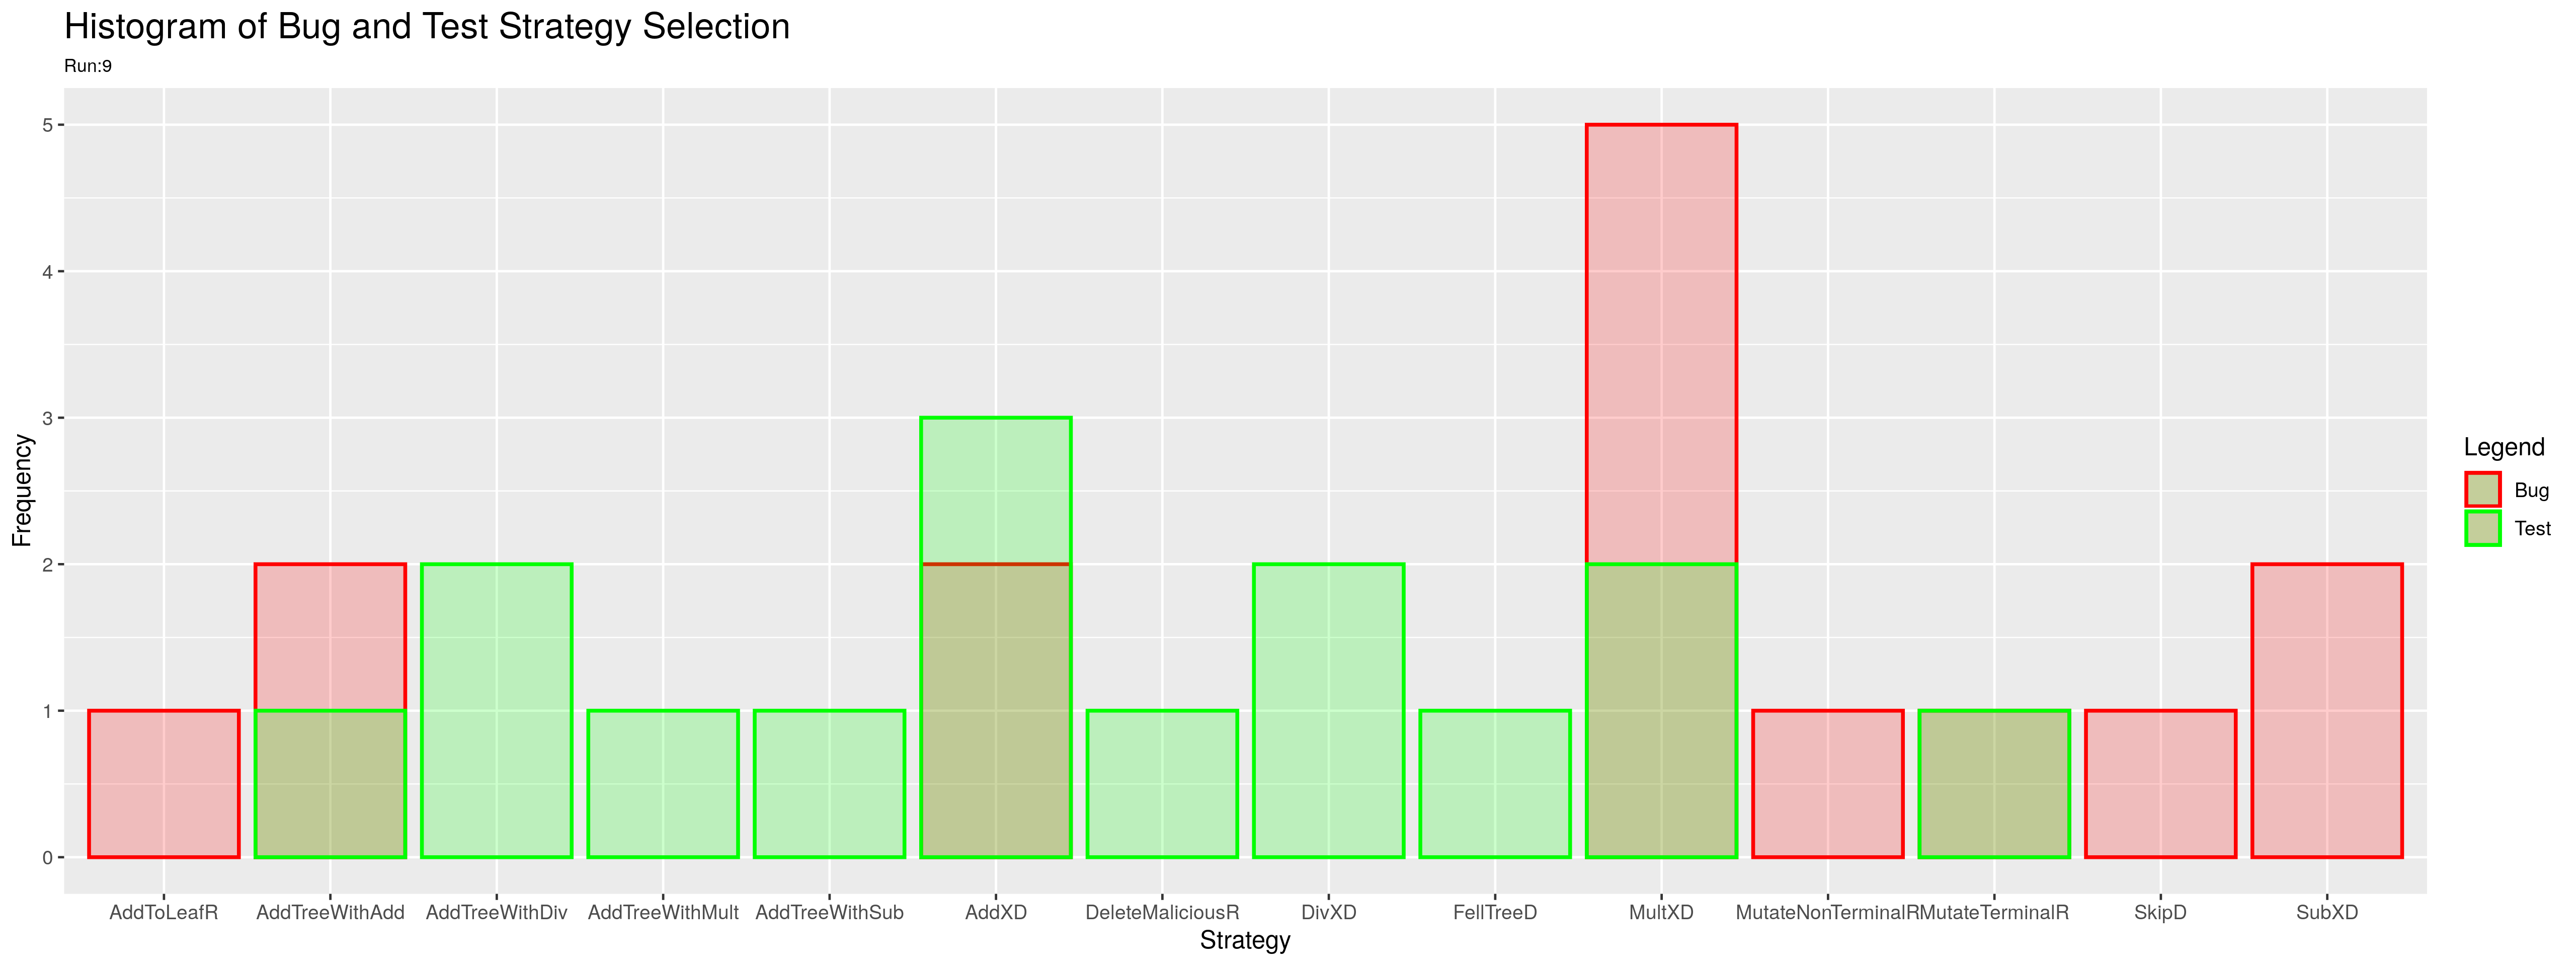 Histogram of Bug and Test Strategy Selection
Run:9
Frequency
5
4
3
2
1
0
AddToLeafR AddTreeWithAdd AddTreeWithDiv AddTreeWithMult AddTreeWithSub AddXD DeleteMaliciousR DivXD FellTreeD MultXD MutateNonTerminalR MutateTerminalR SkipD SubXD
Strategy
Legend
Bug
Test